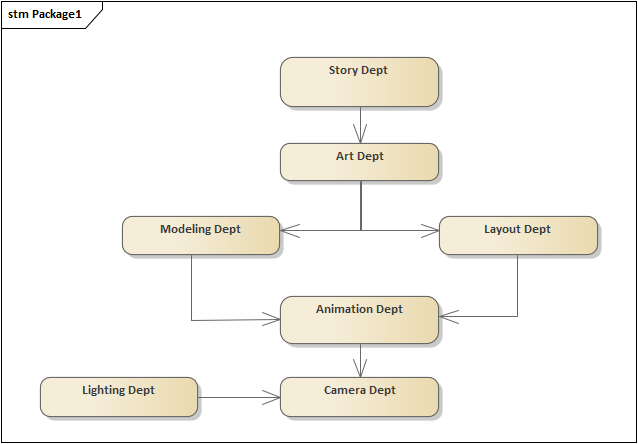 stm Package1
Story Dept
Art Dept
Modeling Dept
Layout Dept
Animation Dept
Lighting Dept
Camera Dept